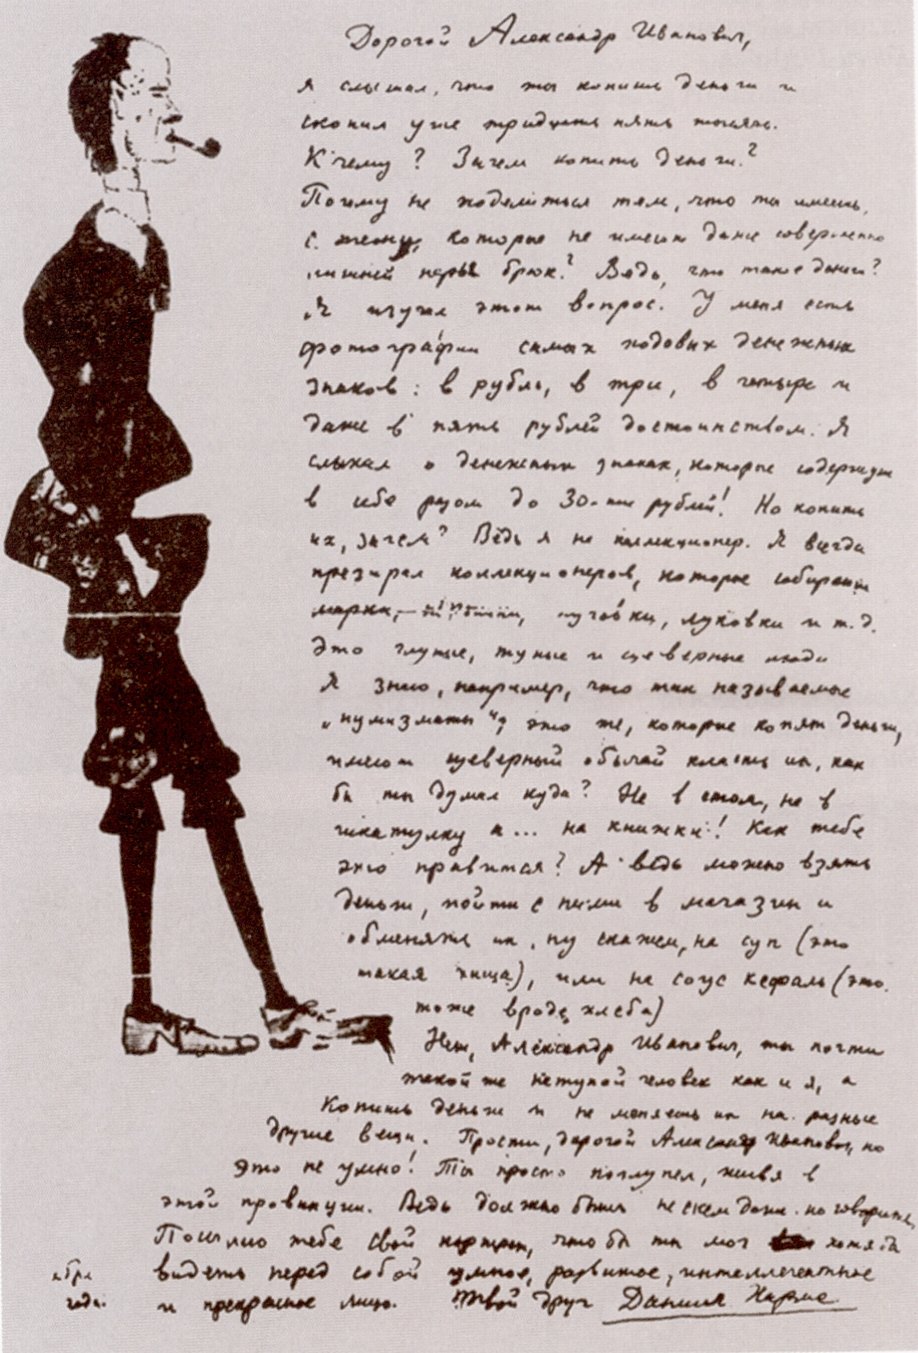 Дорогой Александр Иванович,
я слыхал, что ты копишь деньги и
скопил уже тридцать пять тысяч.
К чему? Зачем копить деньги?
Почему не поделиться тем, что ты имеешь,
с теми, которые не имеют даже совершенно
лишней пары брюк? Ведь, что такое деньги?
Я изучил этот вопрос. У меня есть
фотографии самых ходовых денежных
знаков: в рубль, в три, в четыре и
даже в пять рублей достоинством. Я
слыхал о денежных знаках, которые содержат
в себе разом до 30-ти рублей! Но копить
их, зачем? Ведь я не коллекционер. Я всегда
презирал коллекционеров, которые собирают
марки, пуговки, луковки и т.д.
Это глупые, тупые и суеверные люди
Я знаю, например, что так называемые
„нумизматы", это те, которые копят деньги,
имеют суеверный обычай класть их, как
бы ты думал куда? Не в стол, не в
шкатулку а... на книжки! Как тебе
это нравится? А ведь можно взять
деньги, пойти с ними в магазин и
обменять их, ну скажем, на суп (это
такая пища), или на соус кефаль (это
тоже вроде хлеба)
Нет, Александр Иванович, ты почти
такой же нетупой человек как и я, а
копишь деньги и не меняешь их на разные
другие вещи. Прости, дорогой Александр Иванович, но
это не умно! Ты просто поглупел, живя в
этой провинции. Ведь должно быть не с кем даже поговорить.
Посылаю тебе свой портрет, что бы ты мог хотя бы
видеть перед собой умное, развитое, интеллигентное
и прекрасное лицо. Твой друг Даниил Хармс
года.